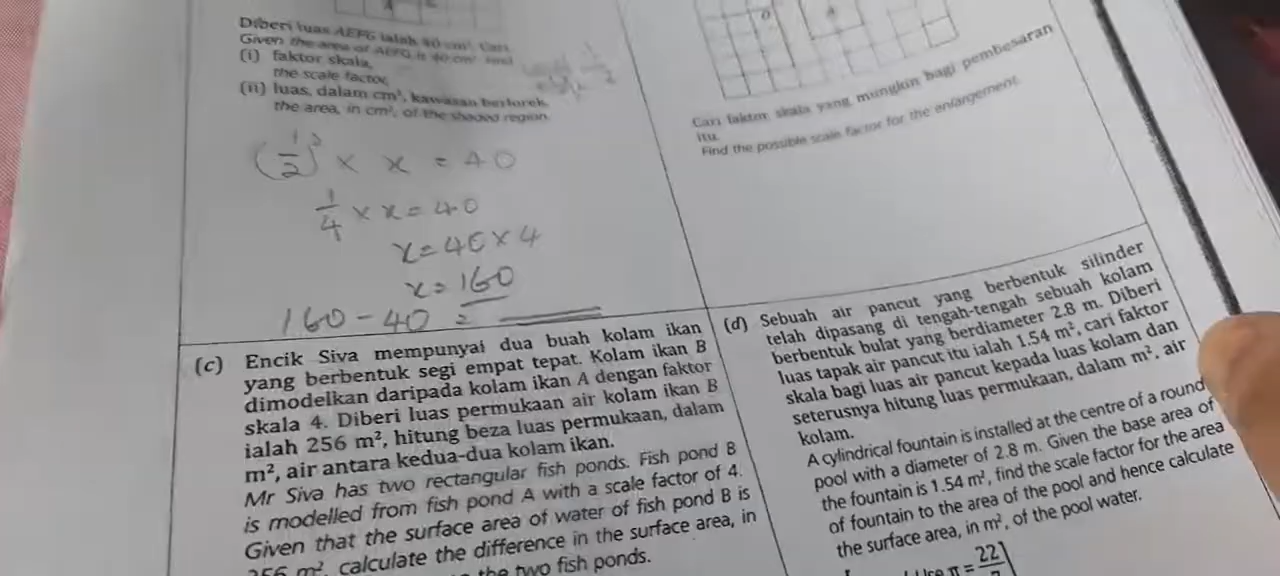 Diberi luas AEFG ialah 40 cm². Cari
Given the area of AEFG is 40 cm². Find
(i) faktor skala,
the scale factor,
(ii) luas, dalam cm², kawasan berlorek.
the area, in cm², of the shaded region.
(1/2)² × x = 40
1/4 × x = 40
x = 40 × 4
x = 160
160 - 40 =
Cari faktor skala yang mungkin bagi pembesaran
itu.
Find the possible scale factor for the enlargement.
(c) Encik Siva mempunyai dua buah kolam ikan
yang berbentuk segi empat tepat. Kolam ikan B
dimodelkan daripada kolam ikan A dengan faktor
skala 4. Diberi luas permukaan air kolam ikan B
ialah 256 m², hitung beza luas permukaan, dalam
m², air antara kedua-dua kolam ikan.
Mr Siva has two rectangular fish ponds. Fish pond B
is modelled from fish pond A with a scale factor of 4.
Given that the surface area of water of fish pond B is
256 m², calculate the difference in the surface area, in
the two fish ponds.
(d) Sebuah air pancut yang berbentuk silinder
telah dipasang di tengah-tengah sebuah kolam
berbentuk bulat yang berdiameter 2.8 m. Diberi
luas tapak air pancut itu ialah 1.54 m², cari faktor
skala bagi luas air pancut kepada luas kolam dan
seterusnya hitung luas permukaan, dalam m², air
kolam.
A cylindrical fountain is installed at the centre of a round
pool with a diameter of 2.8 m. Given the base area of
the fountain is 1.54 m², find the scale factor for the area
of fountain to the area of the pool and hence calculate
the surface area, in m², of the pool water.
Use π = 22